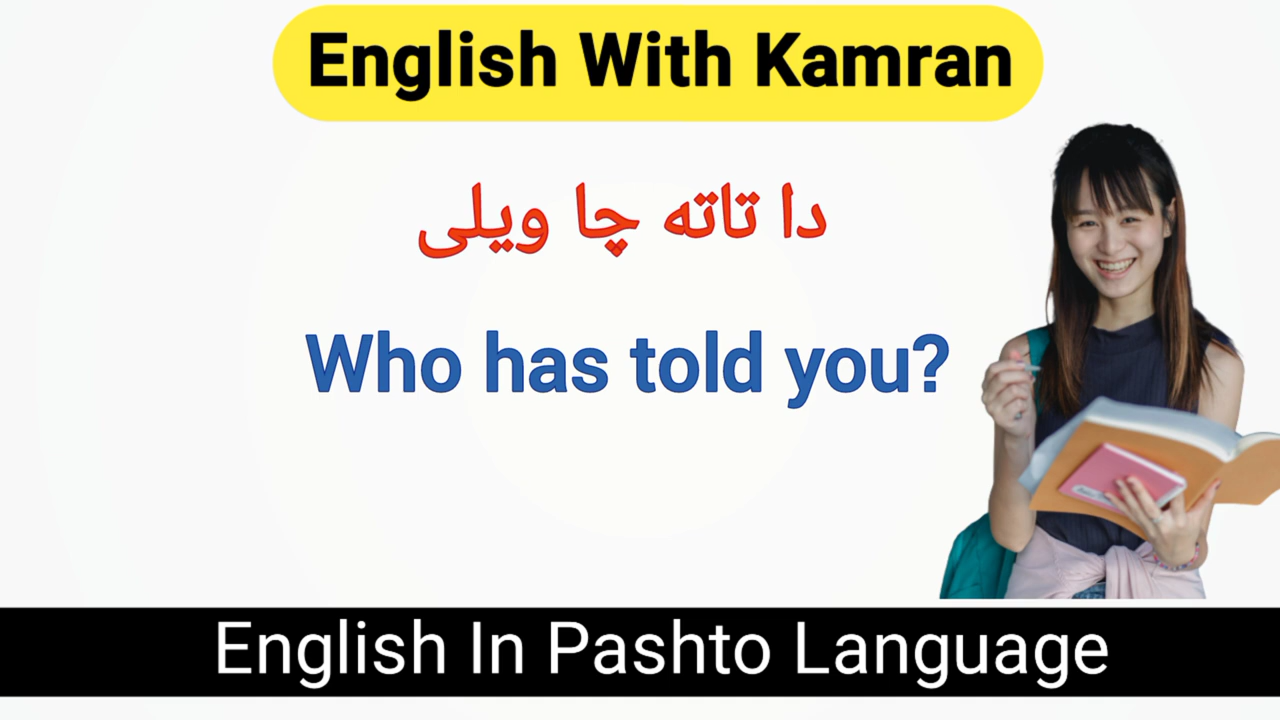 English With Kamran
دا تاته چا ویلی
Who has told you?
English In Pashto Language